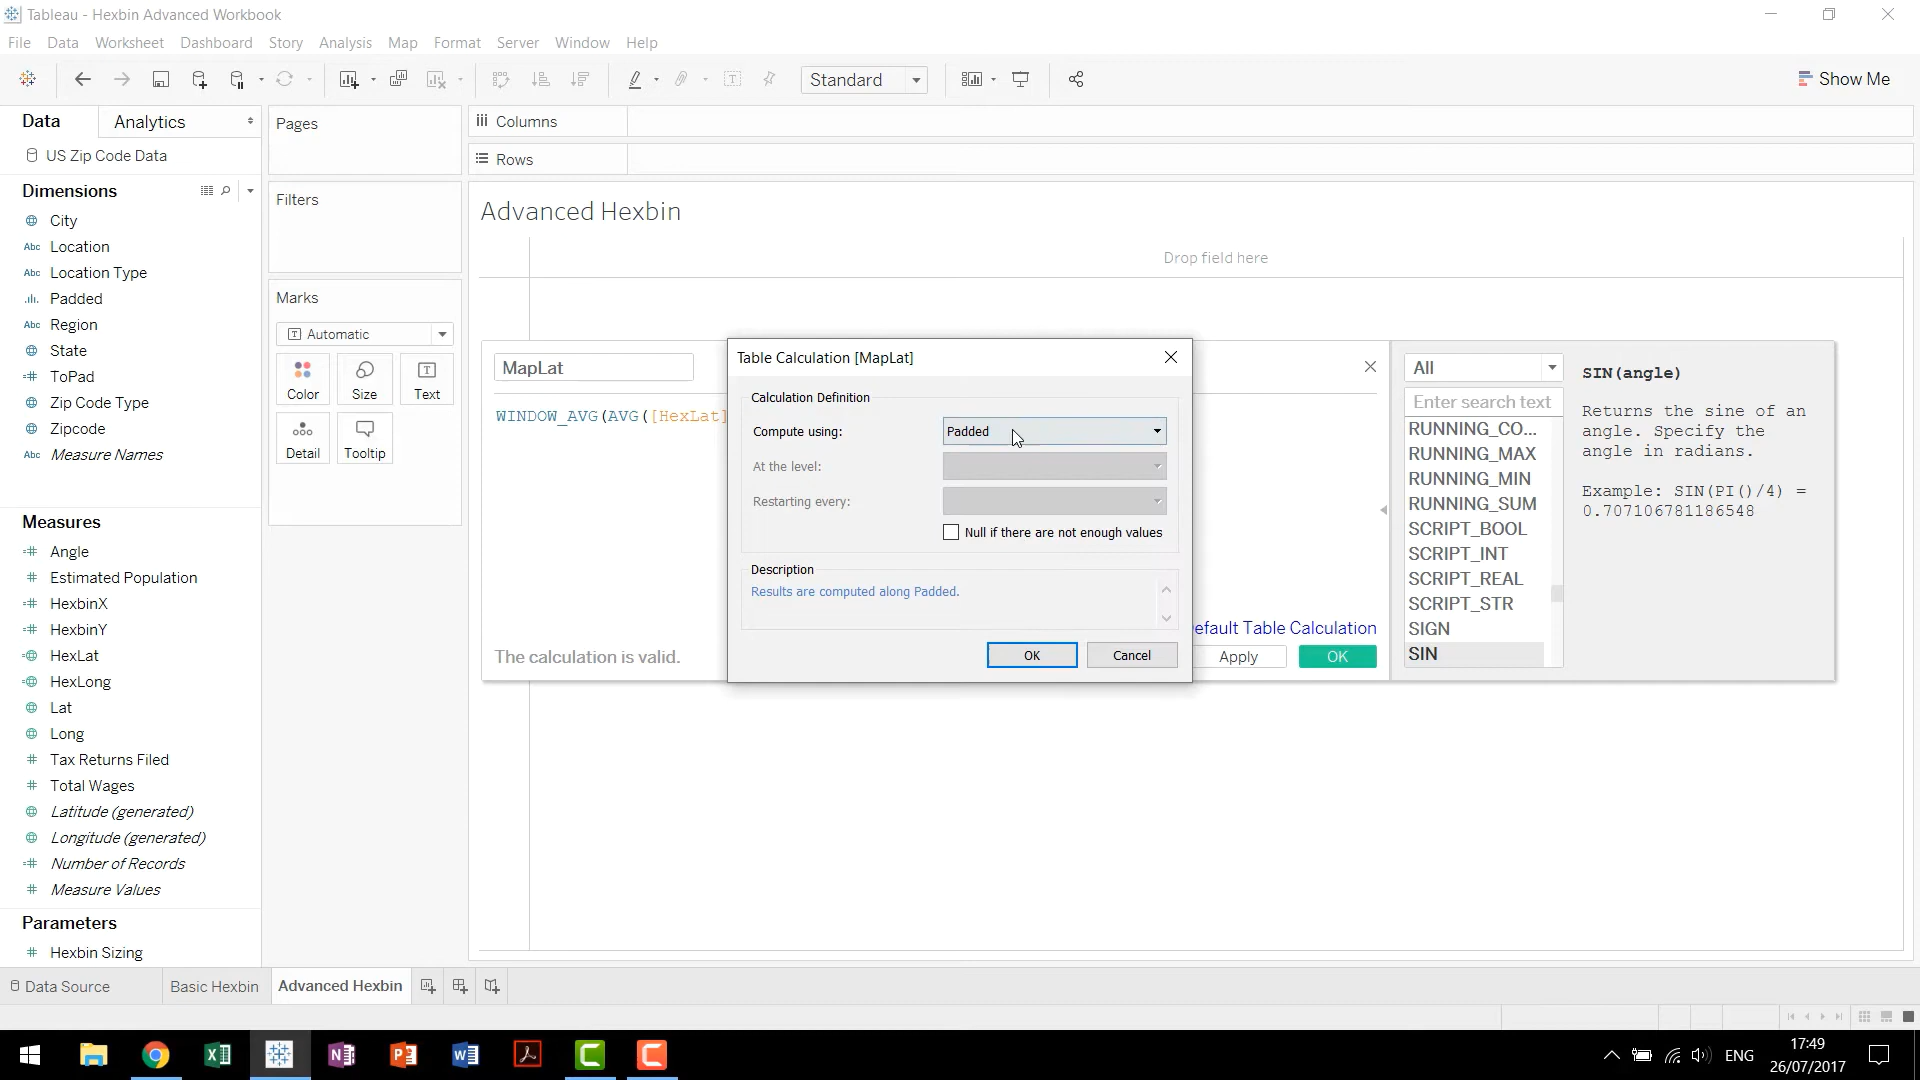 Tableau - Hexbin Advanced Workbook
File Data Worksheet Dashboard Story Analysis Map Format Server Window Help
Standard
Show Me
Data Analytics
US Zip Code Data
Dimensions
City
Abc Location
Abc Location Type
Padded
Abc Region
State
ToPad
Abc Zip Code Type
Zipcode
Abc Measure Names
Measures
Angle
Estimated Population
HexbinX
HexbinY
HexLat
HexLong
Lat
Long
Tax Returns Filed
Total Wages
Latitude (generated)
Longitude (generated)
Number of Records
Measure Values
Parameters
Hexbin Sizing
Pages
Filters
Marks
Automatic
Color Size Text
Detail Tooltip
Columns
Rows
Advanced Hexbin
Drop field here
MapLat
WINDOW_AVG(AVG([HexLat]
The calculation is valid.
efault Table Calculation
Apply OK
Table Calculation [MapLat]
Calculation Definition
Compute using: Padded
At the level:
Restarting every:
Null if there are not enough values
Description
Results are computed along Padded.
OK Cancel
All
Enter search text
RUNNING_CO...
RUNNING_MAX
RUNNING_MIN
RUNNING_SUM
SCRIPT_BOOL
SCRIPT_INT
SCRIPT_REAL
SCRIPT_STR
SIGN
SIN
SIN(angle)
Returns the sine of an
angle. Specify the
angle in radians.
Example: SIN(PI()/4) =
0.707106781186548
Data Source Basic Hexbin Advanced Hexbin
ENG
17:49
26/07/2017